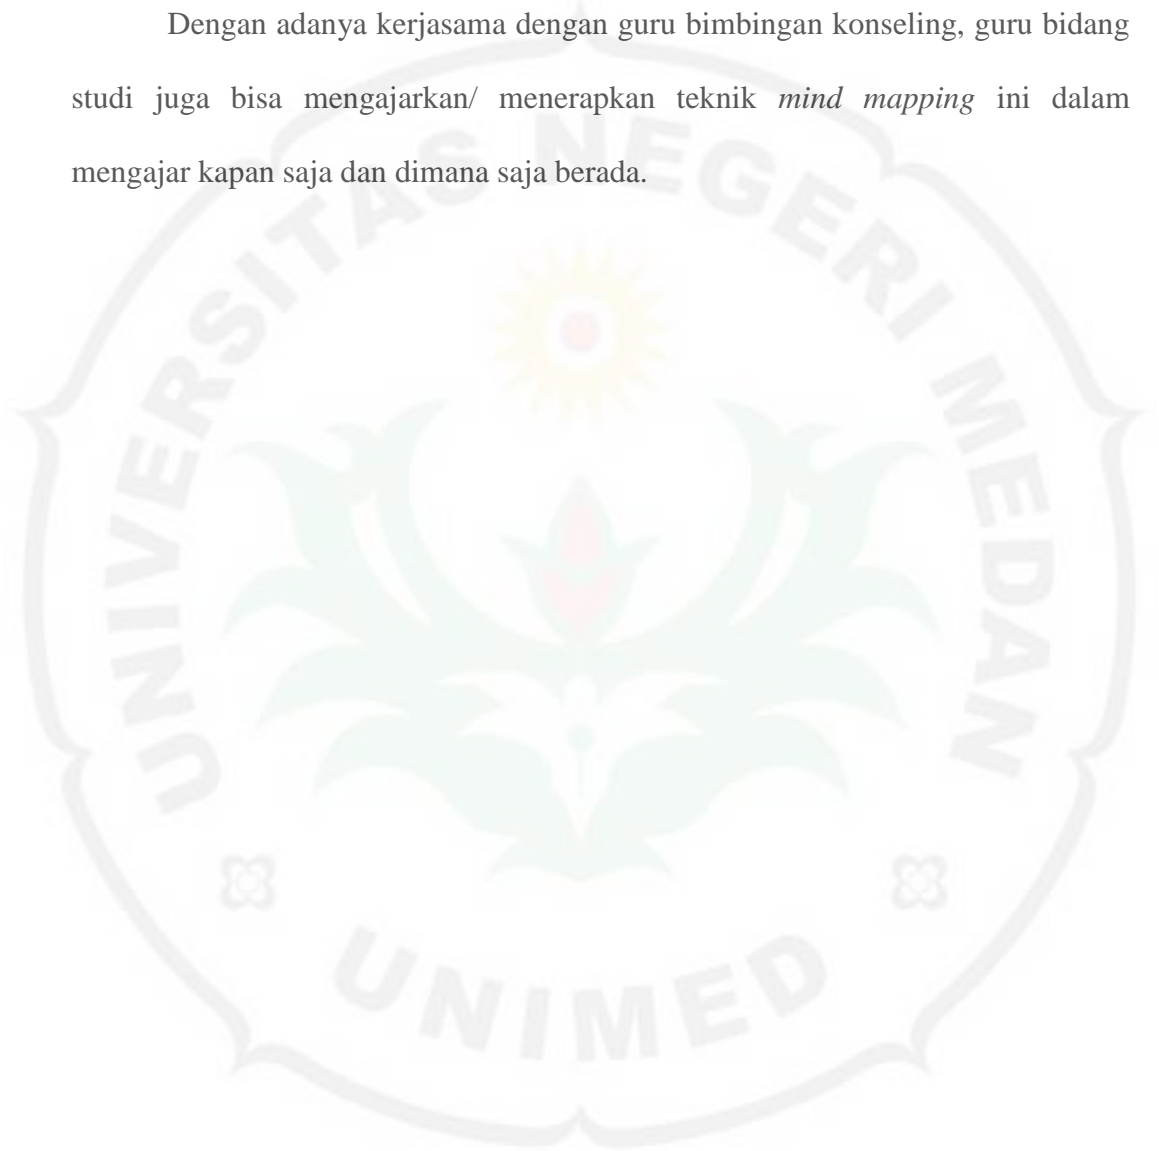 Dengan adanya kerjasama dengan guru bimbingan konseling, guru bidang
studi juga bisa mengajarkan/ menerapkan teknik mind mapping ini dalam
mengajar kapan saja dan dimana saja berada.
UNIVERSITAS NEGERI MEDAN
UNIMED